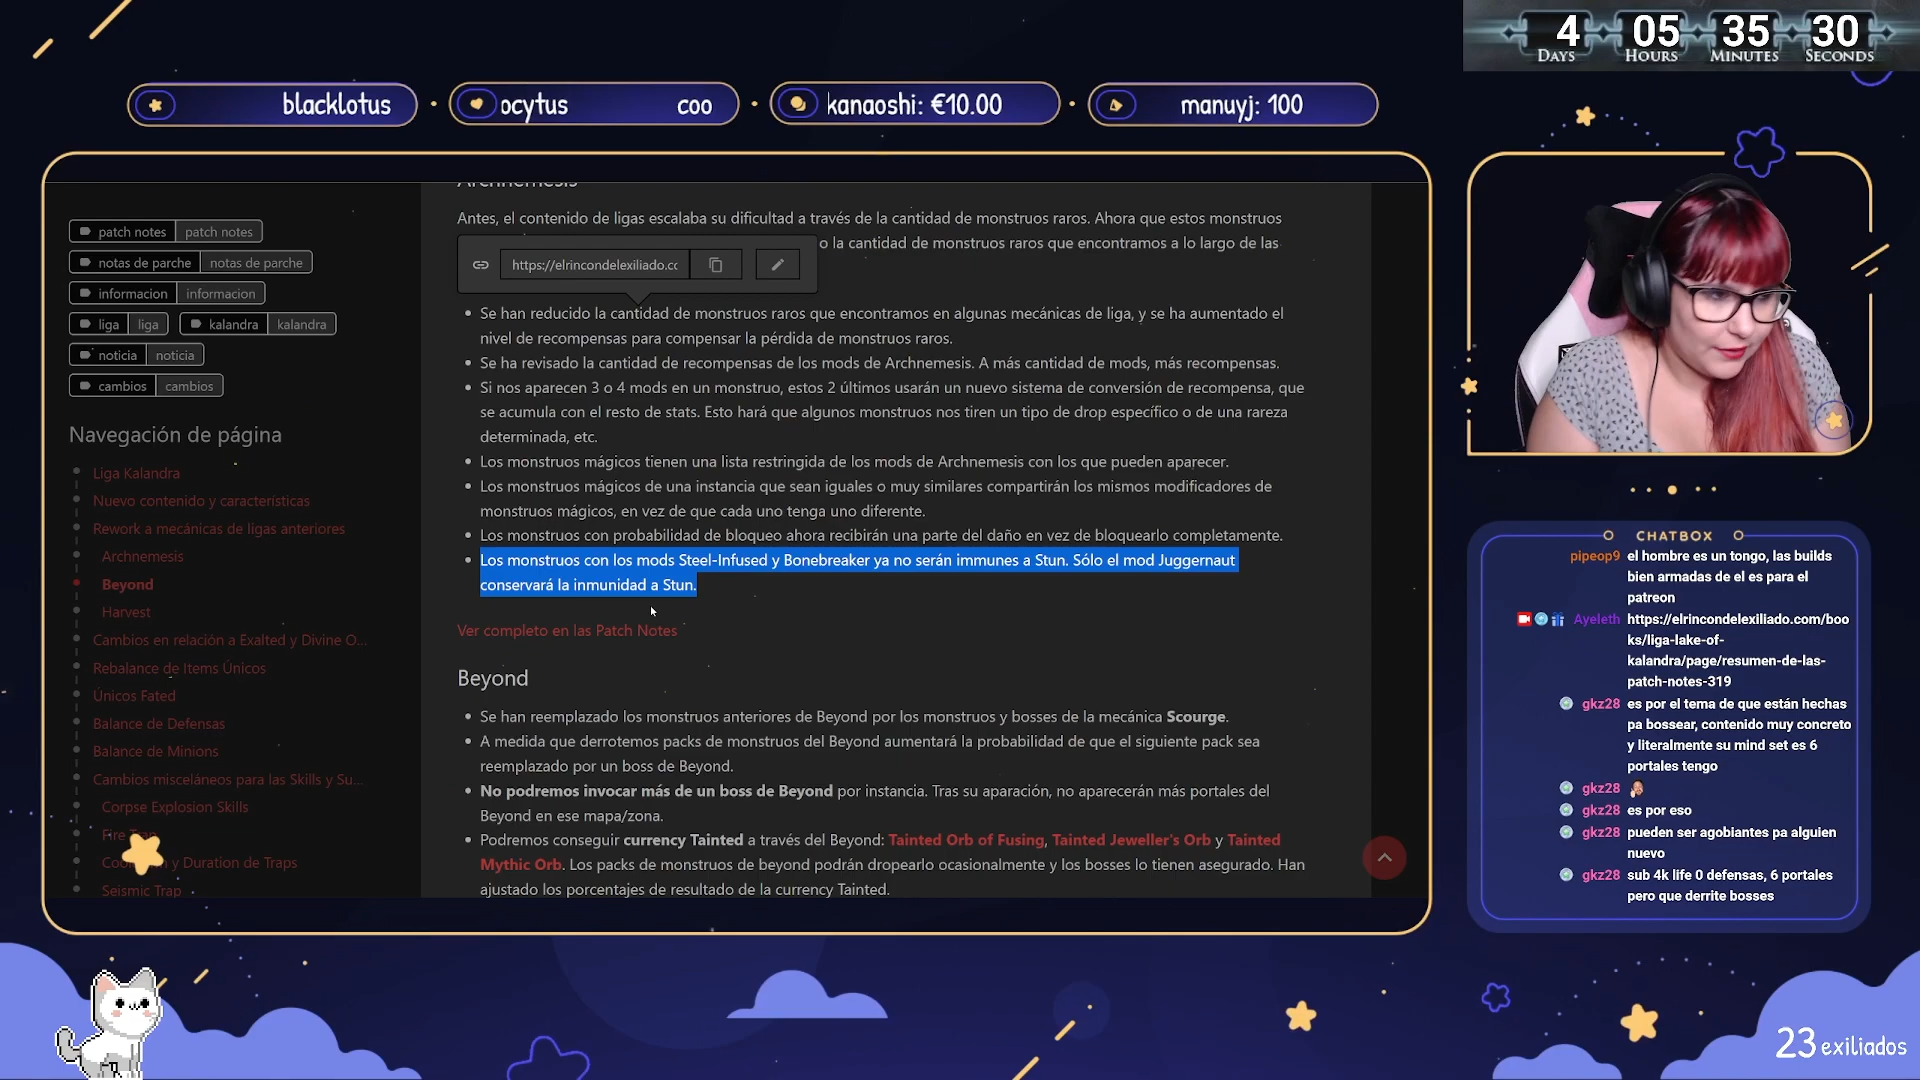 4 05 35 30
DAYS HOURS MINUTES SECONDS
blacklotus
ocytus coo
kanaoshi: €10.00
manuyj: 100
patch notes patch notes
notas de parche notas de parche
informacion informacion
liga liga kalandra kalandra
noticia noticia
cambios cambios
Navegación de página
Liga Kalandra
Nuevo contenido y características
Rework a mecánicas de ligas anteriores
Archnemesis
Beyond
Harvest
Cambios en relación a Exalted y Divine O...
Rebalance de Items Únicos
Únicos Fated
Balance de Defensas
Balance de Minions
Cambios misceláneos para las Skills y Su...
Corpse Explosion Skills
Fire Trap
y Duración de Traps
Seismic Trap
Archnemesis
Antes, el contenido de ligas escalaba su dificultad a través de la cantidad de monstruos raros. Ahora que estos monstruos
o la cantidad de monstruos raros que encontramos a lo largo de las
https://elrincondelexiliado.cc
Se han reducido la cantidad de monstruos raros que encontramos en algunas mecánicas de liga, y se ha aumentado el
nivel de recompensas para compensar la pérdida de monstruos raros.
Se ha revisado la cantidad de recompensas de los mods de Archnemesis. A más cantidad de mods, más recompensas.
Si nos aparecen 3 o 4 mods en un monstruo, estos 2 últimos usarán un nuevo sistema de conversión de recompensa, que
se acumula con el resto de stats. Esto hará que algunos monstruos nos tiren un tipo de drop específico o de una rareza
determinada, etc.
Los monstruos mágicos tienen una lista restringida de los mods de Archnemesis con los que pueden aparecer.
Los monstruos mágicos de una instancia que sean iguales o muy similares compartirán los mismos modificadores de
monstruos mágicos, en vez de que cada uno tenga uno diferente.
Los monstruos con probabilidad de bloqueo ahora recibirán una parte del daño en vez de bloquearlo completamente.
Los monstruos con los mods Steel-Infused y Bonebreaker ya no serán immunes a Stun. Sólo el mod Juggernaut
conservará la inmunidad a Stun.
Ver completo en las Patch Notes
Beyond
Se han reemplazado los monstruos anteriores de Beyond por los monstruos y bosses de la mecánica Scourge.
A medida que derrotemos packs de monstruos del Beyond aumentará la probabilidad de que el siguiente pack sea
reemplazado por un boss de Beyond.
No podremos invocar más de un boss de Beyond por instancia. Tras su aparición, no aparecerán más portales del
Beyond en ese mapa/zona.
Podremos conseguir currency Tainted a través del Beyond: Tainted Orb of Fusing, Tainted Jeweller's Orb y Tainted
Mythic Orb. Los packs de monstruos de beyond podrán dropearlo ocasionalmente y los bosses lo tienen asegurado. Han
ajustado los porcentajes de resultado de la currency Tainted.
CHATBOX
pipeop9 el hombre es un tongo, las builds
bien armadas de el es para el
patreon
Ayeleth https://elrincondelexiliado.com/boo
ks/liga-lake-of-
kalandra/page/resumen-de-las-
patch-notes-319
gkz28 es por el tema de que están hechas
pa bossear, contenido muy concreto
y literalmente su mind set es 6
portales tengo
gkz28
gkz28 es por eso
gkz28 pueden ser agobiantes pa alguien
nuevo
gkz28 sub 4k life 0 defensas, 6 portales
pero que derrite bosses
23 exiliados